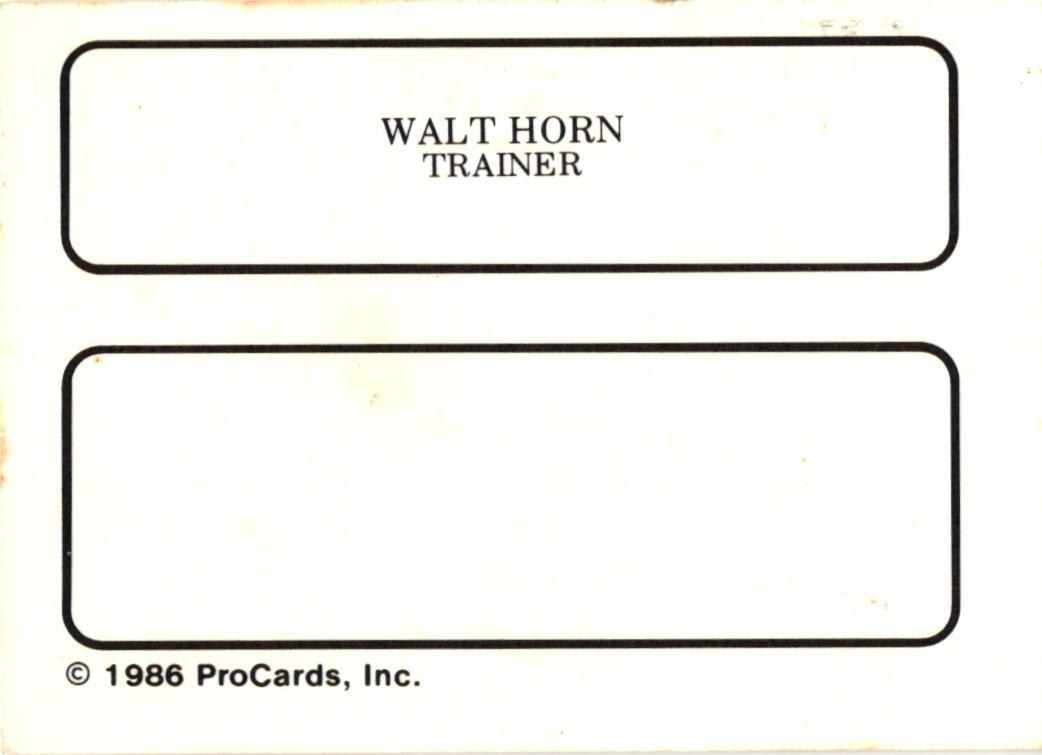 WALT HORN
TRAINER
© 1986 ProCards, Inc.